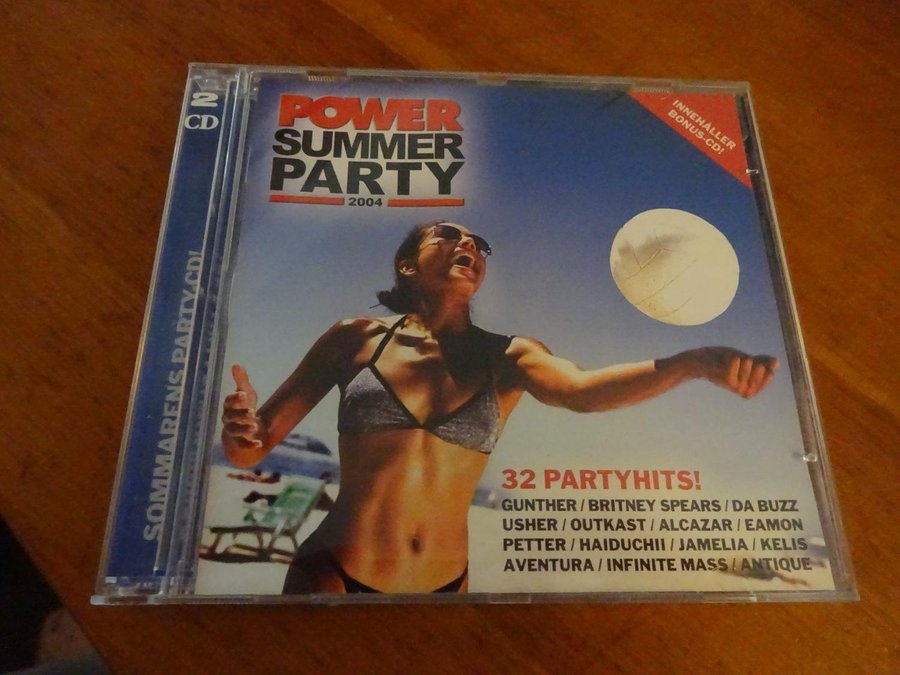 2
CD
SOMMARENS PARTY CD!
POWER
SUMMER
PARTY
2004
INNEHÅLLER
BONUS-CD!
32 PARTYHITS!
GUNTHER / BRITNEY SPEARS / DA BUZZ
USHER / OUTKAST / ALCAZAR / EAMON
PETTER / HAIDUCHII / JAMELIA / KELIS
AVENTURA / INFINITE MASS / ANTIQUE